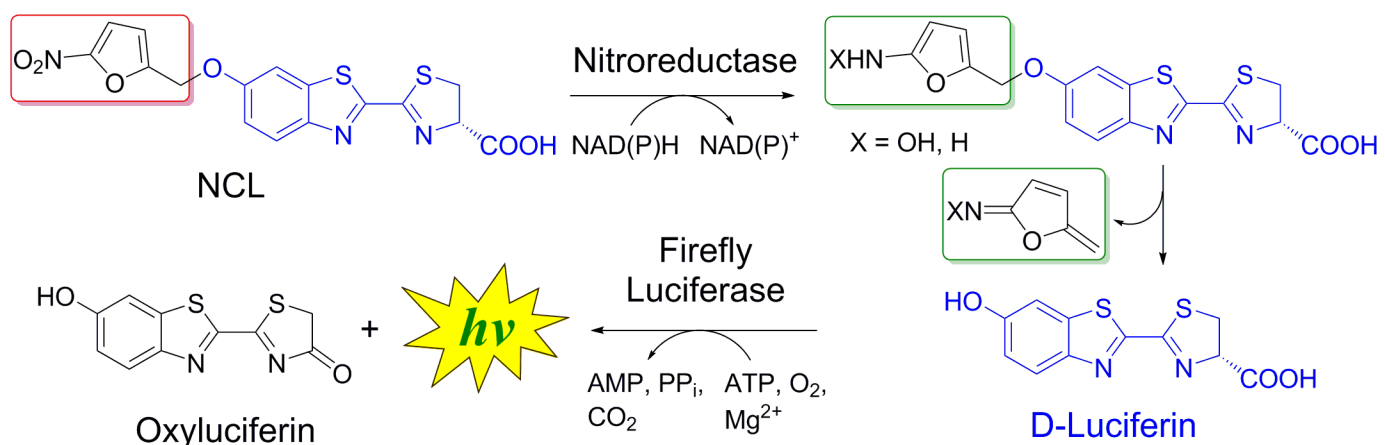 O₂N
O
O
S
N
S
N
COOH
NCL
Nitroreductase
NAD(P)H NAD(P)⁺
XHN
O
O
S
N
S
N
COOH
X = OH, H
XN
O
HO
S
N
S
N
COOH
D-Luciferin
Firefly
Luciferase
AMP, PPᵢ,
CO₂
ATP, O₂,
Mg²⁺
hν
+
HO
S
N
S
N
O
Oxyluciferin